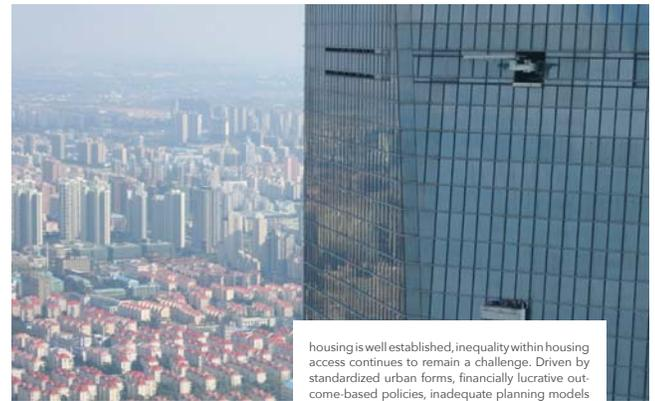 housing is well established, inequality within housing
access continues to remain a challenge. Driven by
standardized urban forms, financially lucrative out-
come-based policies, inadequate planning models